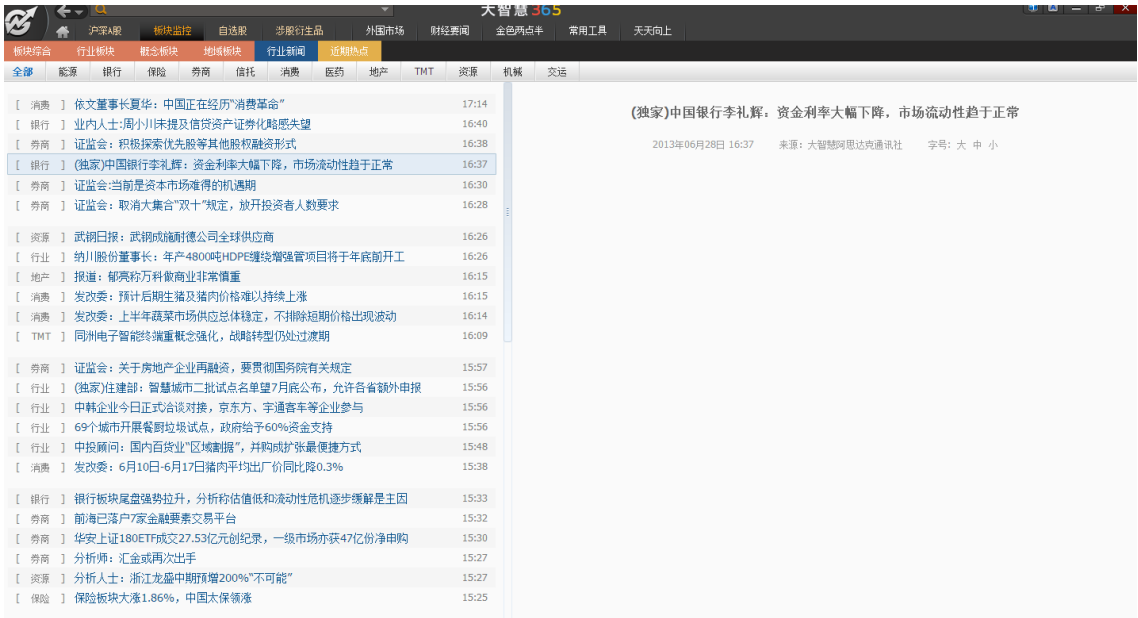 大智慧365
沪深A股 板块监控 自选股 涉股衍生品 外围市场 财经要闻 金色两点半 常用工具 天天向上
板块综合 行业板块 概念板块 地域板块 行业新闻 近期热点
全部 能源 银行 保险 券商 信托 消费 医药 地产 TMT 资源 机械 交运
[ 消费 ] 依文董事长夏华：中国正在经历“消费革命” 17:14
[ 银行 ] 业内人士:周小川未提及信贷资产证券化略感失望 16:40
[ 券商 ] 证监会：积极探索优先股等其他股权融资形式 16:38
[ 银行 ] (独家)中国银行李礼辉：资金利率大幅下降，市场流动性趋于正常 16:37
[ 券商 ] 证监会:当前是资本市场难得的机遇期 16:30
[ 券商 ] 证监会：取消大集合“双十”规定，放开投资者人数要求 16:28
[ 资源 ] 武钢日报：武钢成施耐德公司全球供应商 16:26
[ 行业 ] 纳川股份董事长：年产4800吨HDPE缠绕增强管项目将于年底前开工 16:26
[ 地产 ] 报道：郁亮称万科做商业非常慎重 16:15
[ 消费 ] 发改委：预计后期生猪及猪肉价格难以持续上涨 16:15
[ 消费 ] 发改委：上半年蔬菜市场供应总体稳定，不排除短期价格出现波动 16:14
[ TMT ] 同洲电子智能终端重概念强化，战略转型仍处过渡期 16:09
[ 券商 ] 证监会：关于房地产企业再融资，要贯彻国务院有关规定 15:57
[ 行业 ] (独家)住建部：智慧城市二批试点名单望7月底公布，允许各省额外申报 15:56
[ 行业 ] 中韩企业今日正式洽谈对接，京东方、宇通客车等企业参与 15:56
[ 行业 ] 69个城市开展餐厨垃圾试点，政府给予60%资金支持 15:56
[ 行业 ] 中投顾问：国内百货业“区域割据”，并购成扩张最便捷方式 15:48
[ 消费 ] 发改委：6月10日-6月17日猪肉平均出厂价同比降0.3% 15:38
[ 银行 ] 银行板块尾盘强势拉升，分析称估值低和流动性危机逐步缓解是主因 15:33
[ 券商 ] 前海已落户7家金融要素交易平台 15:32
[ 券商 ] 华安上证180ETF成交27.53亿元创纪录，一级市场亦获47亿份净申购 15:30
[ 券商 ] 分析师：汇金或再次出手 15:27
[ 资源 ] 分析人士：浙江龙盛中期预增200%“不可能” 15:27
[ 保险 ] 保险板块大涨1.86%，中国太保领涨 15:25
(独家)中国银行李礼辉：资金利率大幅下降，市场流动性趋于正常
2013年06月28日 16:37 来源：大智慧阿思达克通讯社 字号：大 中 小